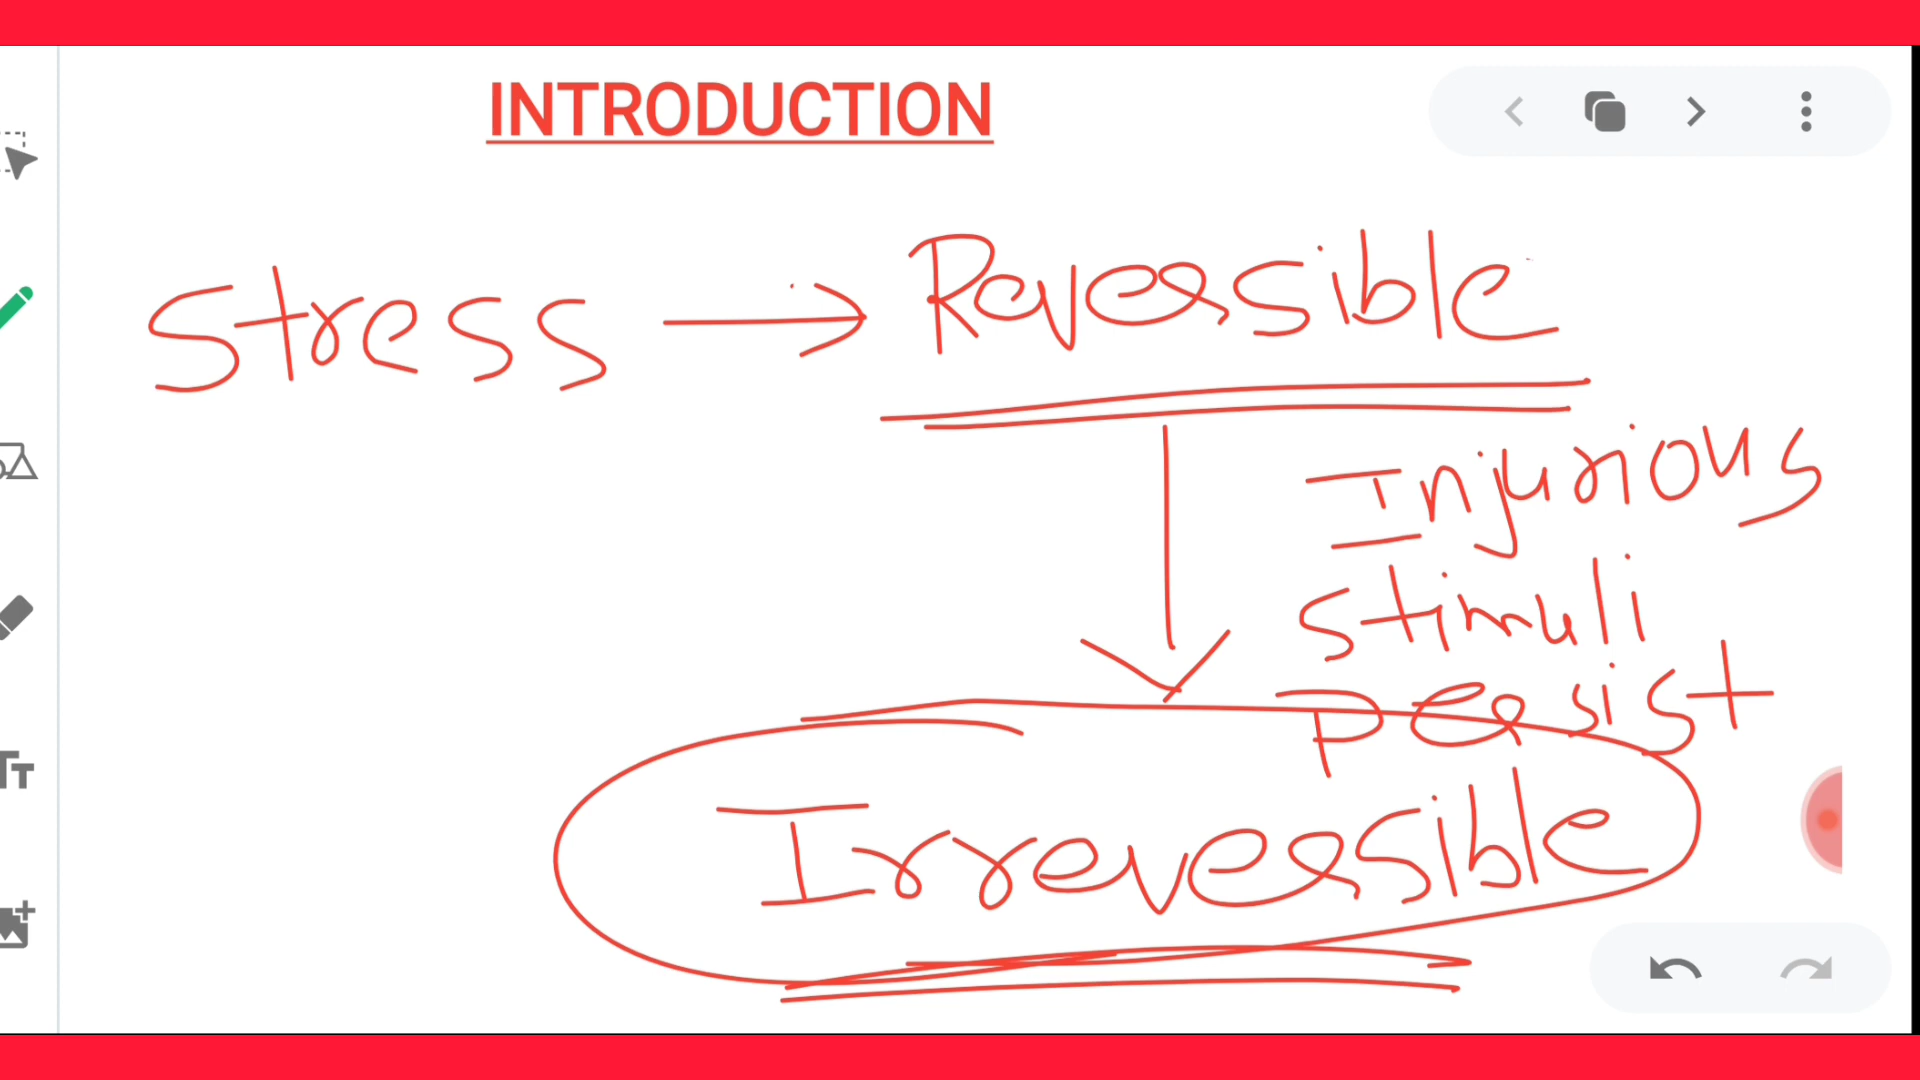 INTRODUCTION
Stress → Reversible
Injurious
stimuli
persist
Irreversible